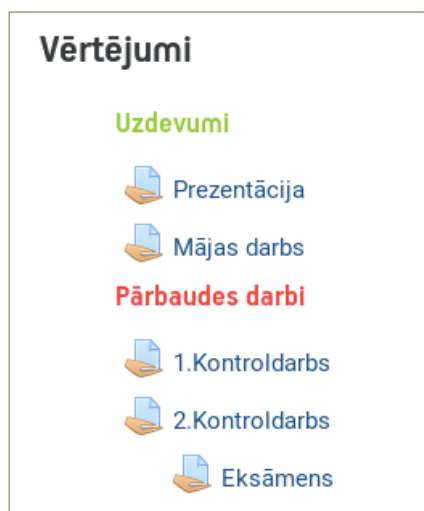 Vērtējumi
Uzdevumi
Prezentācija
Mājas darbs
Pārbaudes darbi
1.Kontroldarbs
2.Kontroldarbs
Eksāmens